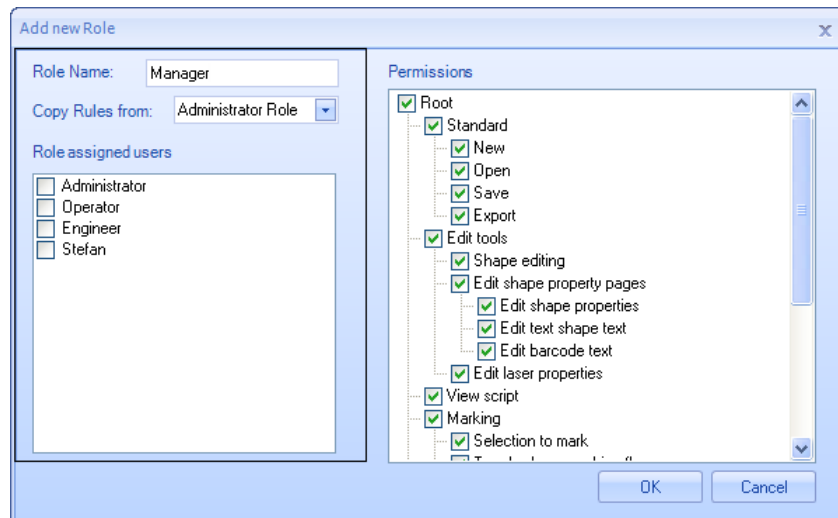 Add new Role
Role Name: Manager
Copy Rules from: Administrator Role
Role assigned users
Administrator
Operator
Engineer
Stefan
Permissions
Root
Standard
New
Open
Save
Export
Edit tools
Shape editing
Edit shape property pages
Edit shape properties
Edit text shape text
Edit barcode text
Edit laser properties
View script
Marking
Selection to mark
OK Cancel